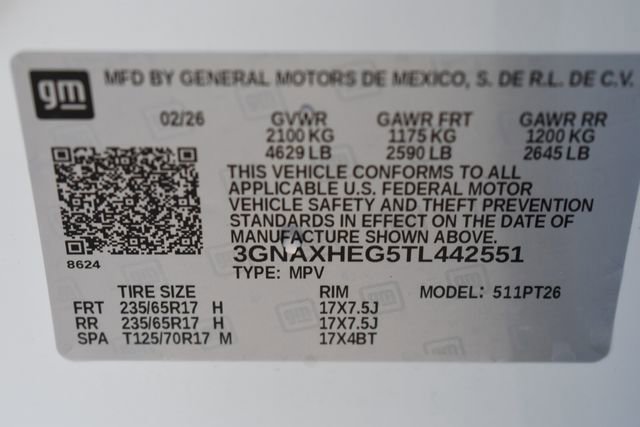 gm MFD BY GENERAL MOTORS DE MEXICO, S. DE R.L. DE C.V.
02/26 GVWR GAWR FRT GAWR RR
2100 KG 1175 KG 1200 KG
4629 LB 2590 LB 2645 LB
THIS VEHICLE CONFORMS TO ALL
APPLICABLE U.S. FEDERAL MOTOR
VEHICLE SAFETY AND THEFT PREVENTION
STANDARDS IN EFFECT ON THE DATE OF
MANUFACTURE SHOWN ABOVE.
3GNAXHEG5TL442551
8624
TYPE: MPV
TIRE SIZE RIM MODEL: 511PT26
FRT 235/65R17 H 17X7.5J
RR 235/65R17 H 17X7.5J
SPA T125/70R17 M 17X4BT